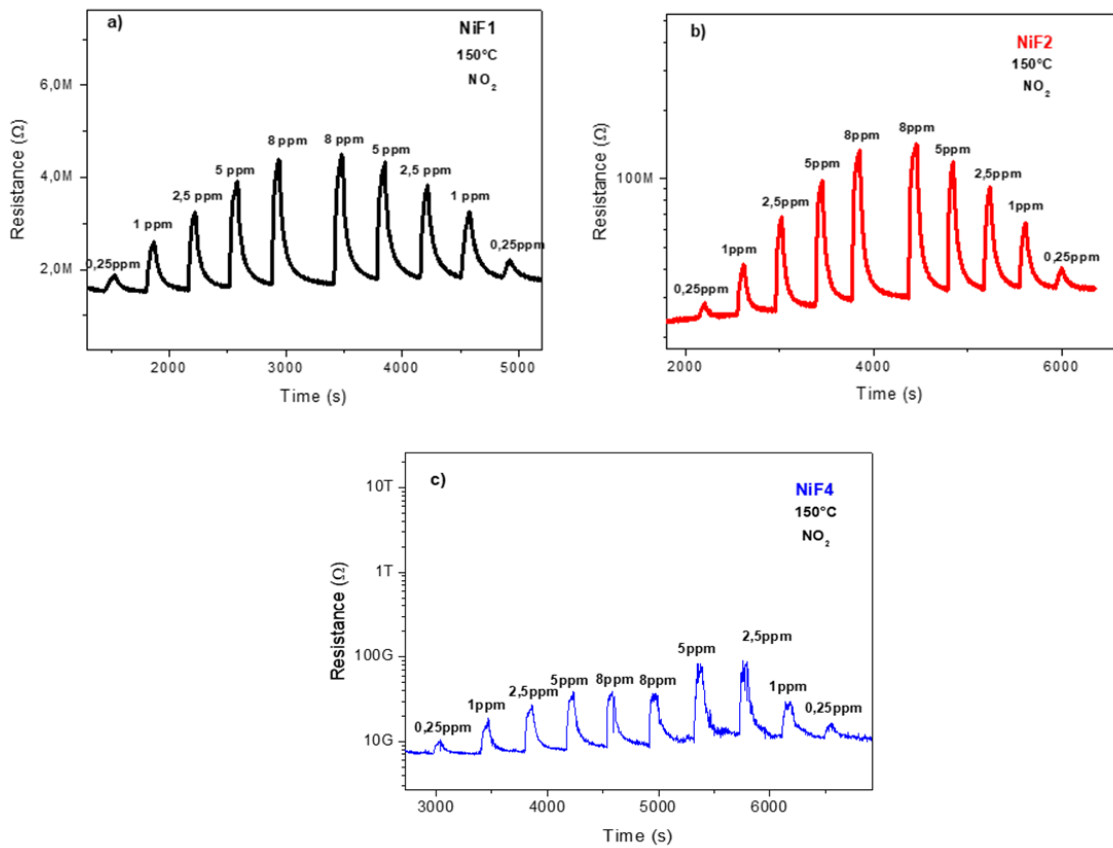 a)
NiF1
150°C
NO₂
6,0M
4,0M
2,0M
Resistance (Ω)
0,25ppm
1 ppm
2,5 ppm
5 ppm
8 ppm
8 ppm
5 ppm
2,5 ppm
1 ppm
0,25ppm
2000
3000
4000
5000
Time (s)
b)
NiF2
150°C
NO₂
100M
Resistance (Ω)
0,25ppm
1ppm
2,5ppm
5ppm
8ppm
8ppm
5ppm
2,5ppm
1ppm
0,25ppm
2000
4000
6000
Time (s)
c)
NiF4
150°C
NO₂
10T
1T
100G
10G
Resistance (Ω)
0,25ppm
1ppm
2,5ppm
5ppm
8ppm
8ppm
5ppm
2,5ppm
1ppm
0,25ppm
3000
4000
5000
6000
Time (s)